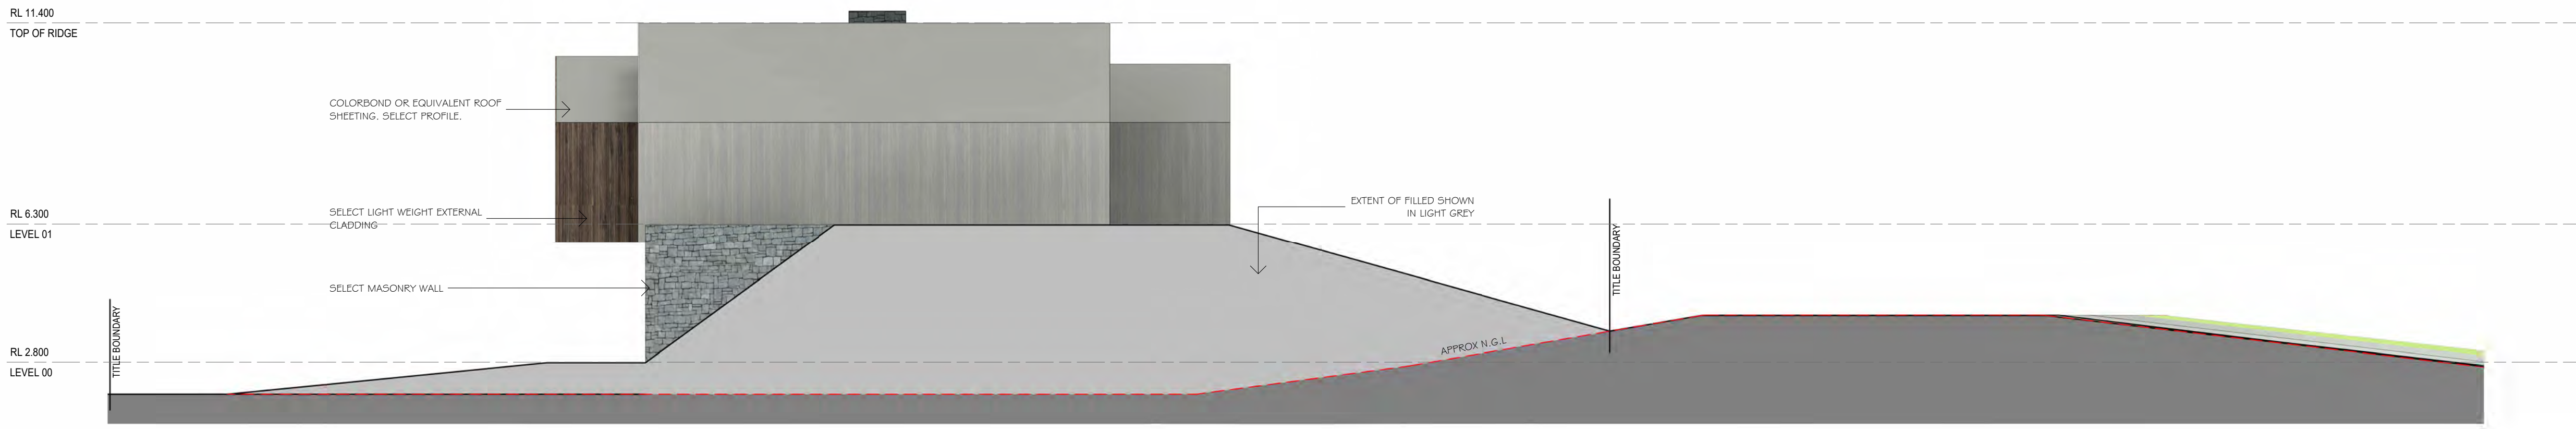 RL 11.400
TOP OF RIDGE
COLORBOND OR EQUIVALENT ROOF
SHEETING. SELECT PROFILE.
RL 6.300
LEVEL 01
SELECT LIGHT WEIGHT EXTERNAL
CLADDING
EXTENT OF FILLED SHOWN
IN LIGHT GREY
TITLE BOUNDARY
SELECT MASONRY WALL
TITLE BOUNDARY
APPROX N.G.L
RL 2.800
LEVEL 00